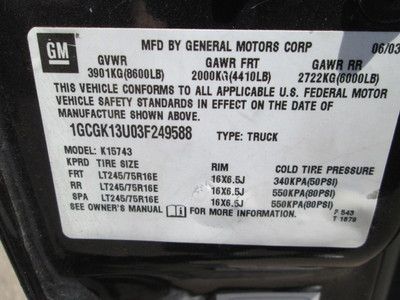 GM
MFD BY GENERAL MOTORS CORP 06/03
GVWR GAWR FRT GAWR RR
3901KG(8600LB) 2000KG(4410LB) 2722KG(6000LB)
THIS VEHICLE CONFORMS TO ALL APPLICABLE U.S. FEDERAL MOTOR
VEHICLE SAFETY STANDARDS IN EFFECT ON THE DATE OF
MANUFACTURE SHOWN ABOVE.
1GCGK13U03F249588 TYPE: TRUCK
MODEL: K15743
KPRD TIRE SIZE RIM COLD TIRE PRESSURE
FRT LT245/75R16E 16X6.5J 340KPA(50PSI)
RR LT245/75R16E 16X6.5J 550KPA(80PSI)
SPA LT245/75R16E 16X6.5J 550KPA(80PSI)
SEE OWNER'S MANUAL FOR MORE INFORMATION
543
T 1879